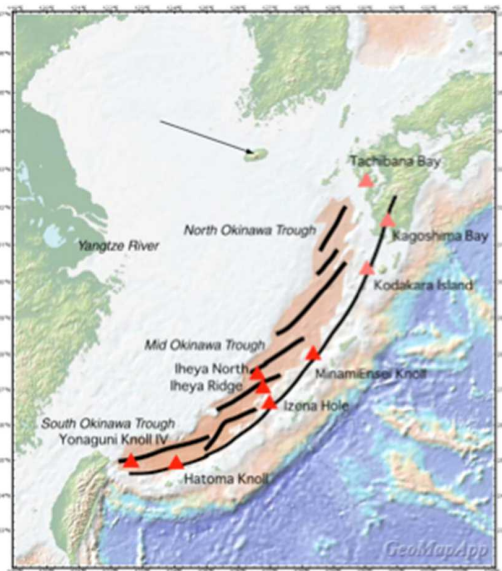 Tachibana Bay
North Okinawa Trough
Kagoshima Bay
Yangtze River
Kodakara Island
Mid Okinawa Trough
Iheya North
MinamiEnsei Knoll
Iheya Ridge
Izena Hole
South Okinawa Trough
Yonaguni Knoll IV
Hatoma Knoll
GeoMapApp